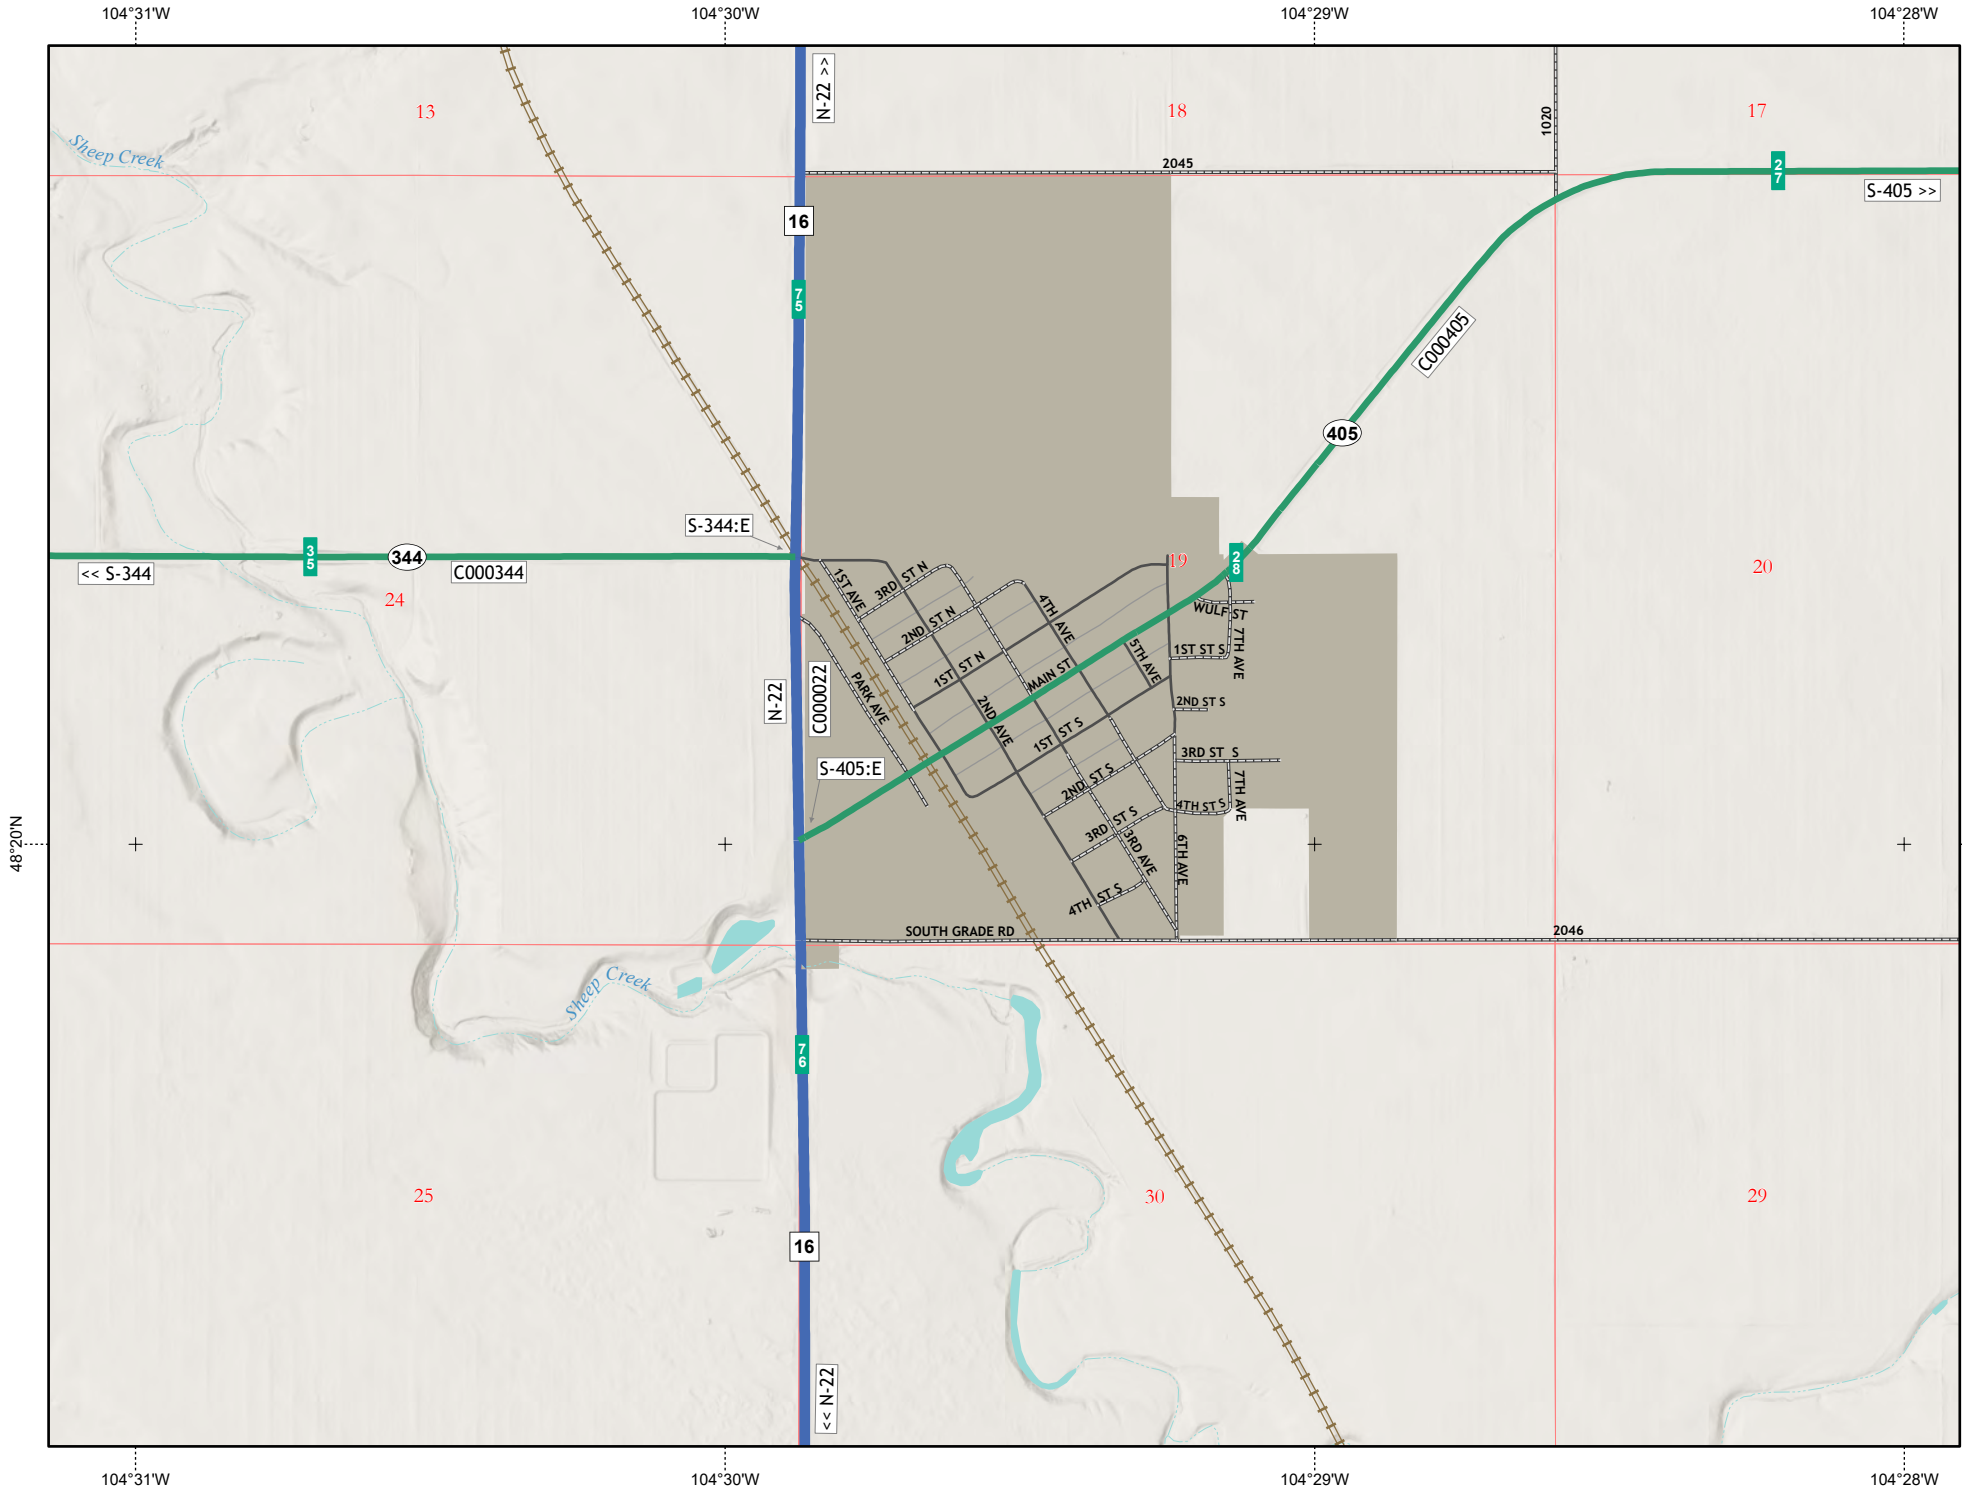 104°31'W
104°30'W
104°29'W
104°28'W
N-22 >>
13
18
1020
17
Sheep Creek
2045
27
S-405 >>
16
75
C000405
405
S-344:E
35
344
<< S-344
C000344
24
19
28
20
1ST AVE
3RD ST N
2ND ST N
4TH AVE
WULF ST
7TH AVE
1ST ST S
1ST ST N
MAIN ST
5TH AVE
N-22
C000022
PARK AVE
2ND AVE
1ST ST S
2ND ST S
3RD ST S
S-405:E
2ND ST S
7TH AVE
4TH ST S
3RD ST S
3RD AVE
6TH AVE
48°20'N
4TH ST S
SOUTH GRADE RD
2046
Sheep Creek
76
25
30
29
16
<< N-22
104°31'W
104°30'W
104°29'W
104°28'W